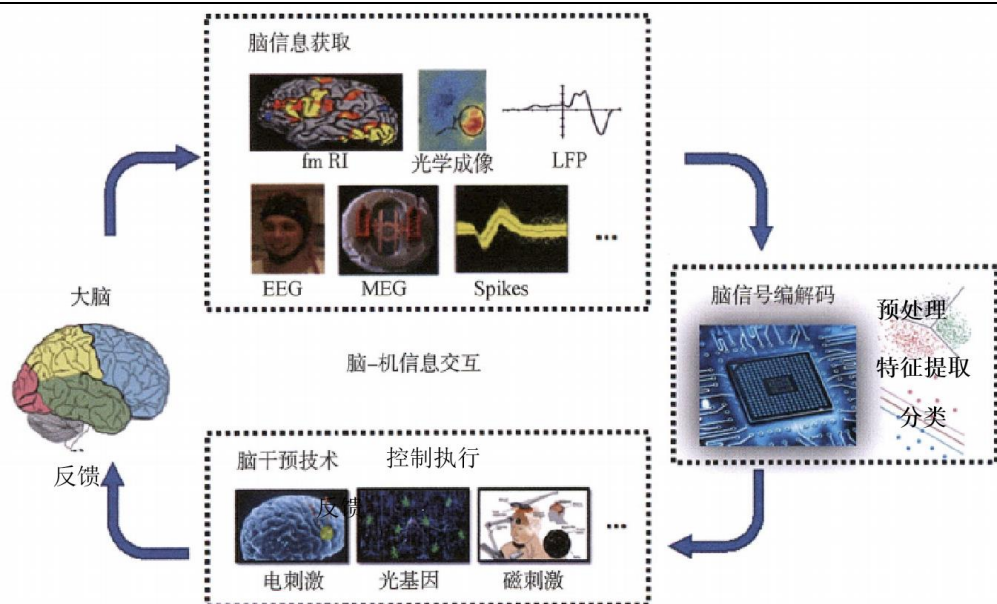 脑信息获取
fm RI
光学成像
LFP
EEG
MEG
Spikes
...
大脑
脑信号编解码
预处理
特征提取
分类
脑-机信息交互
反馈
脑干预技术
控制执行
反馈
...
电刺激
光基因
磁刺激